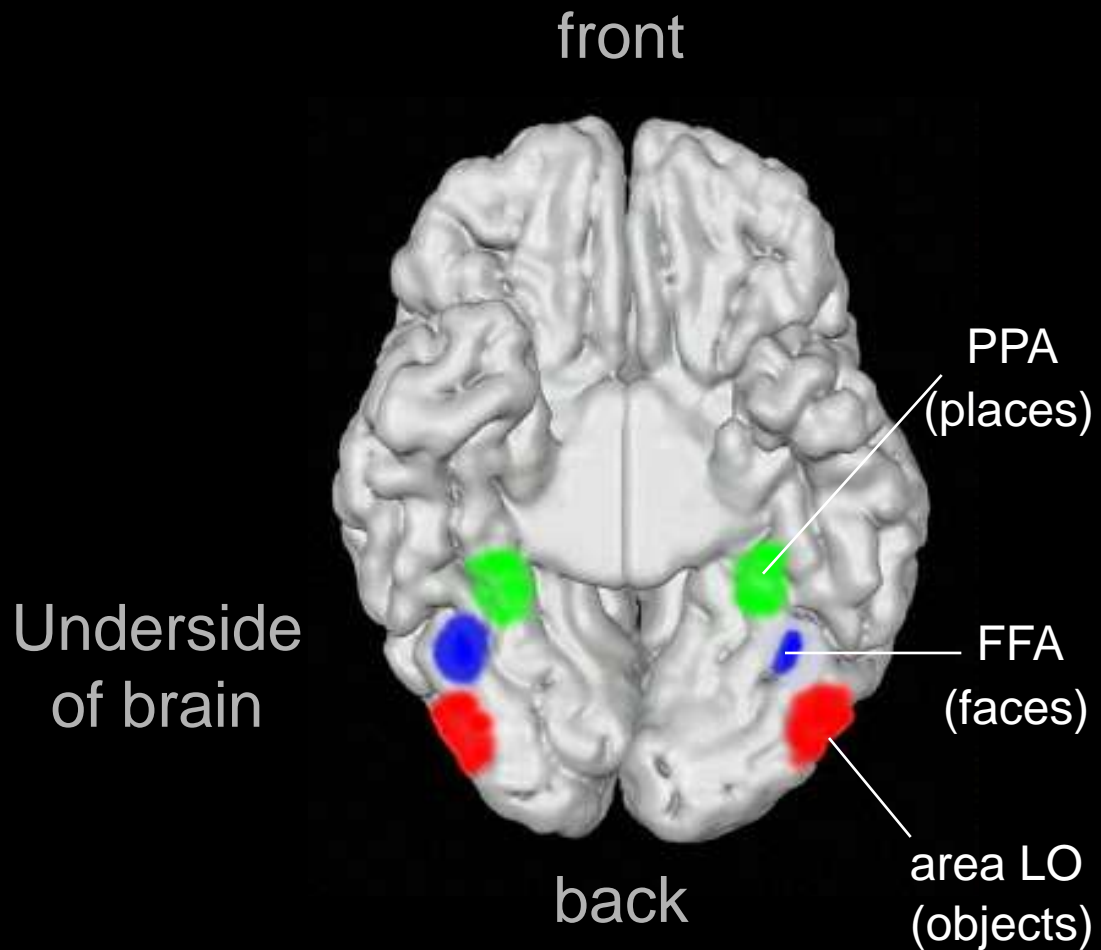 front
PPA
(places)
Underside
of brain
FFA
(faces)
area LO
(objects)
back